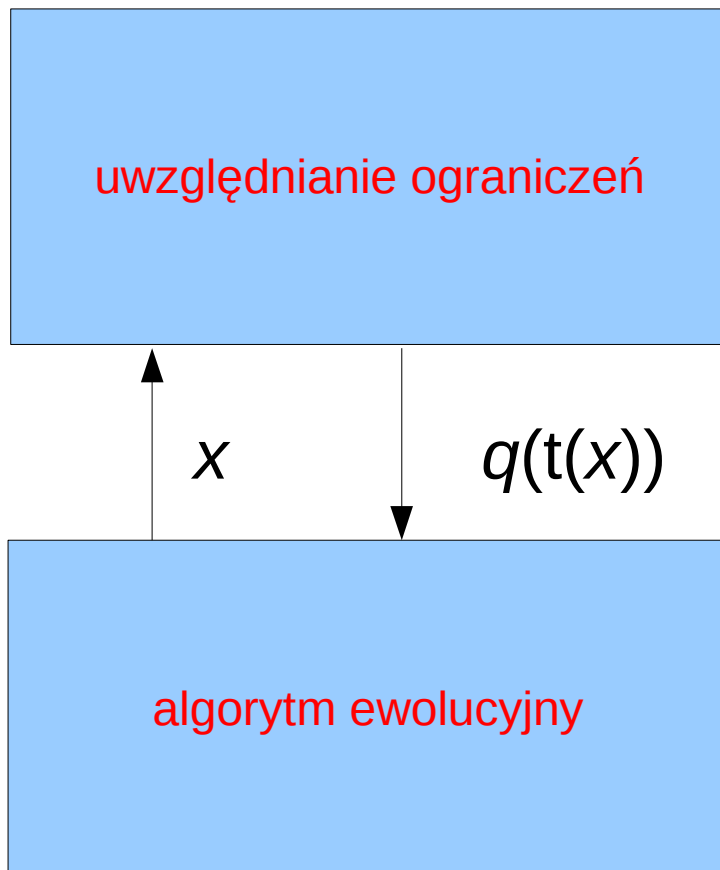 uwzględnianie ograniczeń
x q(t(x))
algorytm ewolucyjny